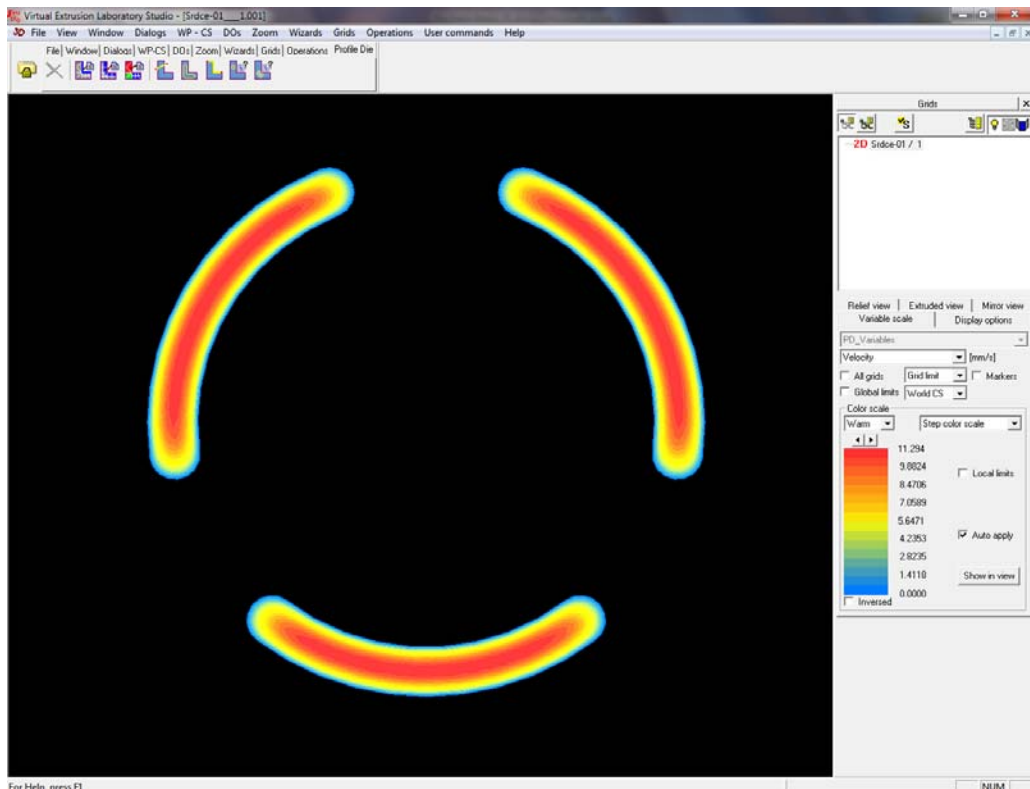 Virtual Extrusion Laboratory Studio - [Srdce-01___1.001]
3D File View Window Dialogs WP - CS DOs Zoom Wizards Grids Operations User commands Help
File Window Dialogs WP-CS DOs Zoom Wizards Grids Operations Profile Die
Grids
2D Srdce-01 / 1
Relief view Extruded view Mirror view
Variable scale Display options
PD_Variables
Velocity [mm/s]
All grids Grid limit Markers
Global limits World CS
Color scale
Warm Step color scale
11.294
9.8824
8.4706
7.0589
5.6471
4.2353
2.8235
1.4118
0.0000
Local limits
Auto apply
Show in view
Inversed
For Help, press F1
NUM